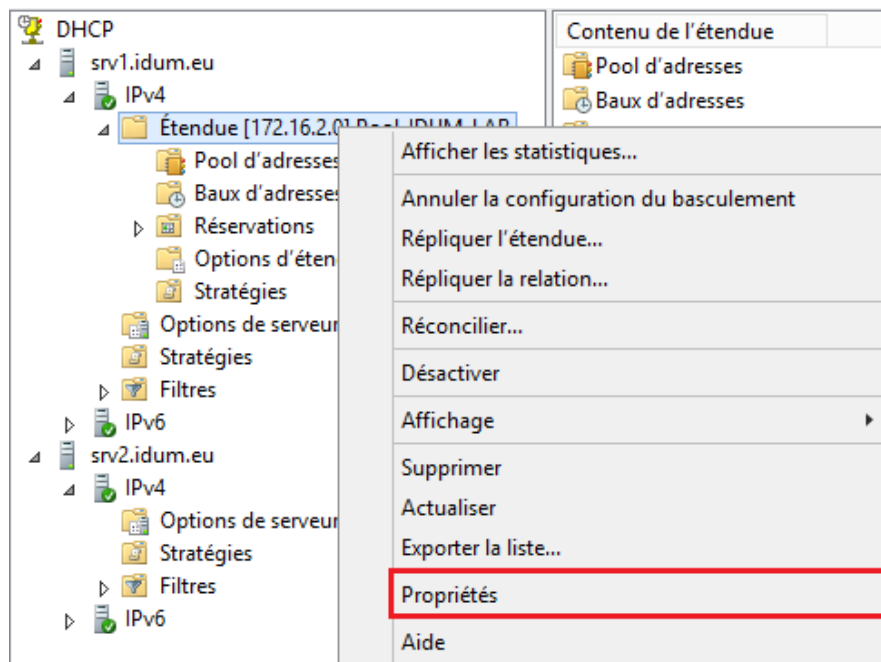 DHCP
srv1.idum.eu
IPv4
Étendue [172.16.2.0] Pool IDUM-LAB
Pool d'adresses
Baux d'adresses
Réservations
Options d'éten
Stratégies
Options de serveur
Stratégies
Filtres
IPv6
srv2.idum.eu
IPv4
Options de serveur
Stratégies
Filtres
IPv6
Contenu de l'étendue
Pool d'adresses
Baux d'adresses
Afficher les statistiques...
Annuler la configuration du basculement
Répliquer l'étendue...
Répliquer la relation...
Réconcilier...
Désactiver
Affichage
Supprimer
Actualiser
Exporter la liste...
Propriétés
Aide